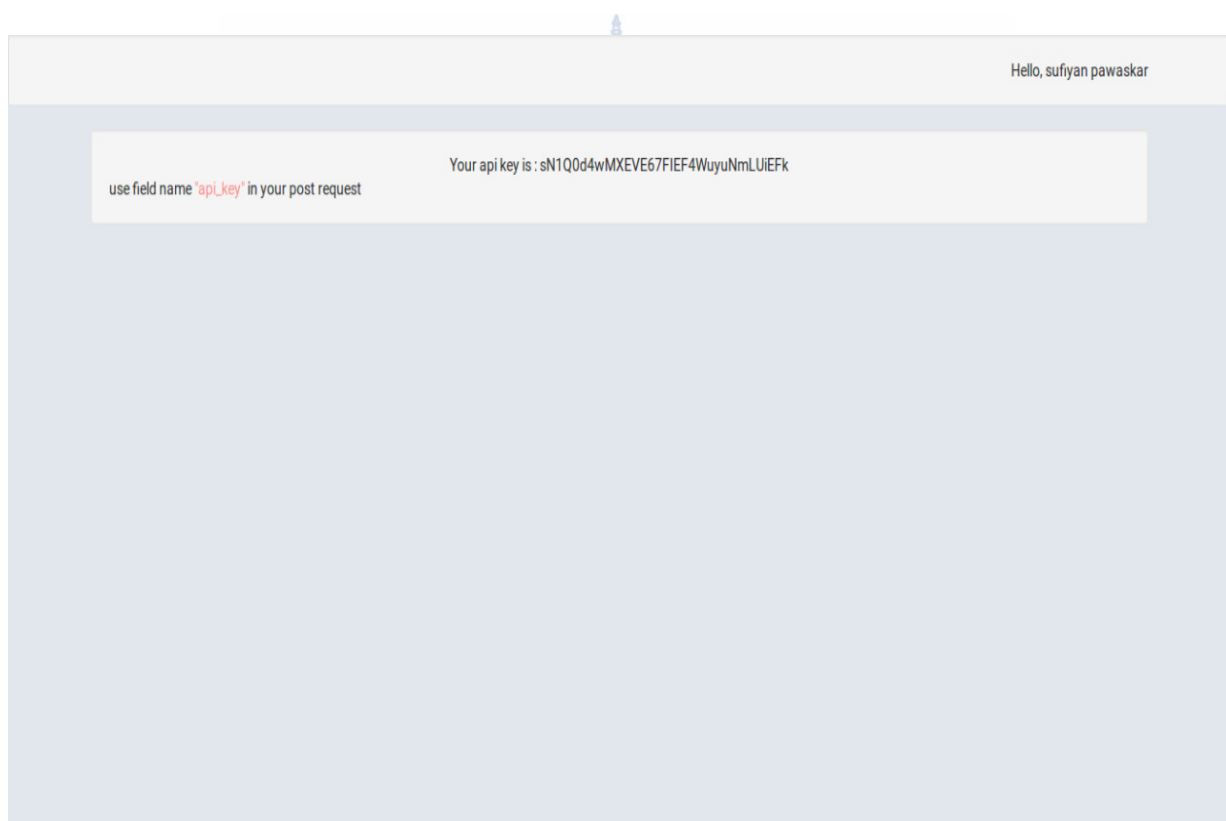 Hello, sufiyan pawaskar
Your api key is : sN1Q0d4wMXEVE67FIEF4WuyuNmLUiEFk
use field name "api_key" in your post request